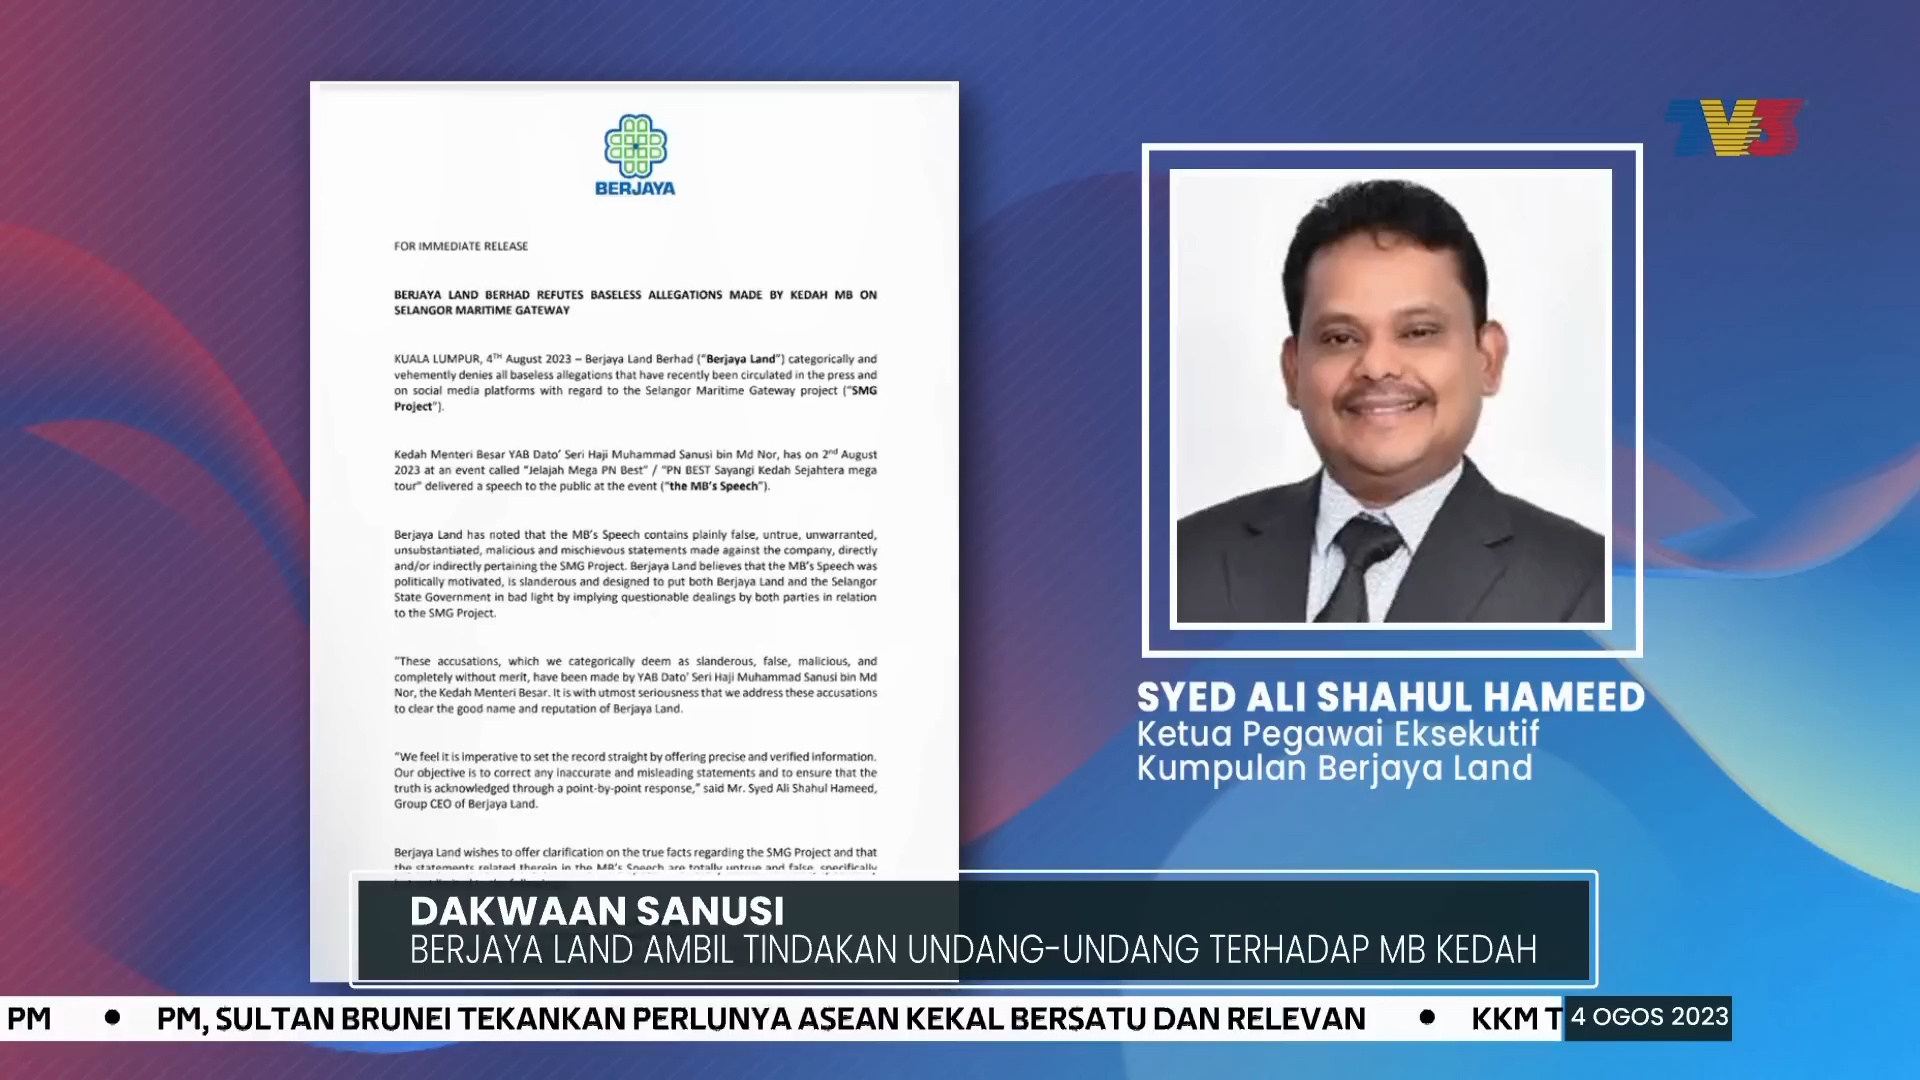 BERJAYA
FOR IMMEDIATE RELEASE
BERJAYA LAND BERHAD REFUTES BASELESS ALLEGATIONS MADE BY KEDAH MB ON
SELANGOR MARITIME GATEWAY
KUALA LUMPUR, 4TH August 2023 – Berjaya Land Berhad (“Berjaya Land”) categorically and
vehemently denies all baseless allegations that have recently been circulated in the press and
on social media platforms with regard to the Selangor Maritime Gateway project (“SMG
Project”).
Kedah Menteri Besar YAB Dato’ Seri Haji Muhammad Sanusi bin Md Nor, has on 2nd August
2023 at an event called “Jelajah Mega PN Best” / “PN BEST Sayangi Kedah Sejahtera mega
tour” delivered a speech to the public at the event (“the MB’s Speech”).
Berjaya Land has noted that the MB’s Speech contains plainly false, untrue, unwarranted,
unsubstantiated, malicious and mischievous statements made against the company, directly
and/or indirectly pertaining the SMG Project. Berjaya Land believes that the MB’s Speech was
politically motivated, is slanderous and designed to put both Berjaya Land and the Selangor
State Government in bad light by implying questionable dealings by both parties in relation
to the SMG Project.
“These accusations, which we categorically deem as slanderous, false, malicious, and
completely without merit, have been made by YAB Dato’ Seri Haji Muhammad Sanusi bin Md
Nor, the Kedah Menteri Besar. It is with utmost seriousness that we address these accusations
to clear the good name and reputation of Berjaya Land.
“We feel it is imperative to set the record straight by offering precise and verified information.
Our objective is to correct any inaccurate and misleading statements and to ensure that the
truth is acknowledged through a point-by-point response,” said Mr. Syed Ali Shahul Hameed,
Group CEO of Berjaya Land.
Berjaya Land wishes to offer clarification on the true facts regarding the SMG Project and that
the statements related therein in the MB’s Speech are totally untrue and false, specifically
TV3
SYED ALI SHAHUL HAMEED
Ketua Pegawai Eksekutif
Kumpulan Berjaya Land
DAKWAAN SANUSI
BERJAYA LAND AMBIL TINDAKAN UNDANG-UNDANG TERHADAP MB KEDAH
PM • PM, SULTAN BRUNEI TEKANKAN PERLUNYA ASEAN KEKAL BERSATU DAN RELEVAN • KKM T
4 OGOS 2023